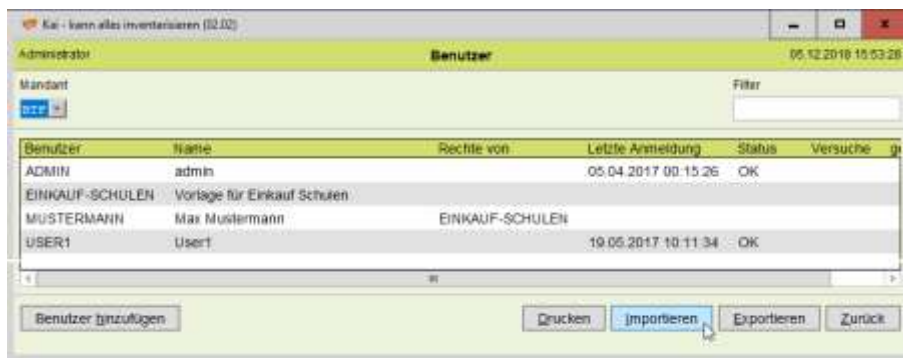 Kai - kann alles inventarisieren (02.02)
Administrator Benutzer 05.12.2018 15:53:28
Mandant Filter
Benutzer Name Rechte von Letzte Anmeldung Status Versuche
ADMIN admin 05.04.2017 00:15:26 OK
EINKAUF-SCHULEN Vorlage für Einkauf Schulen
MUSTERMANN Max Mustermann EINKAUF-SCHULEN
USER1 User1 19.05.2017 10:11:34 OK
Benutzer hinzufügen Drucken Importieren Exportieren Zurück